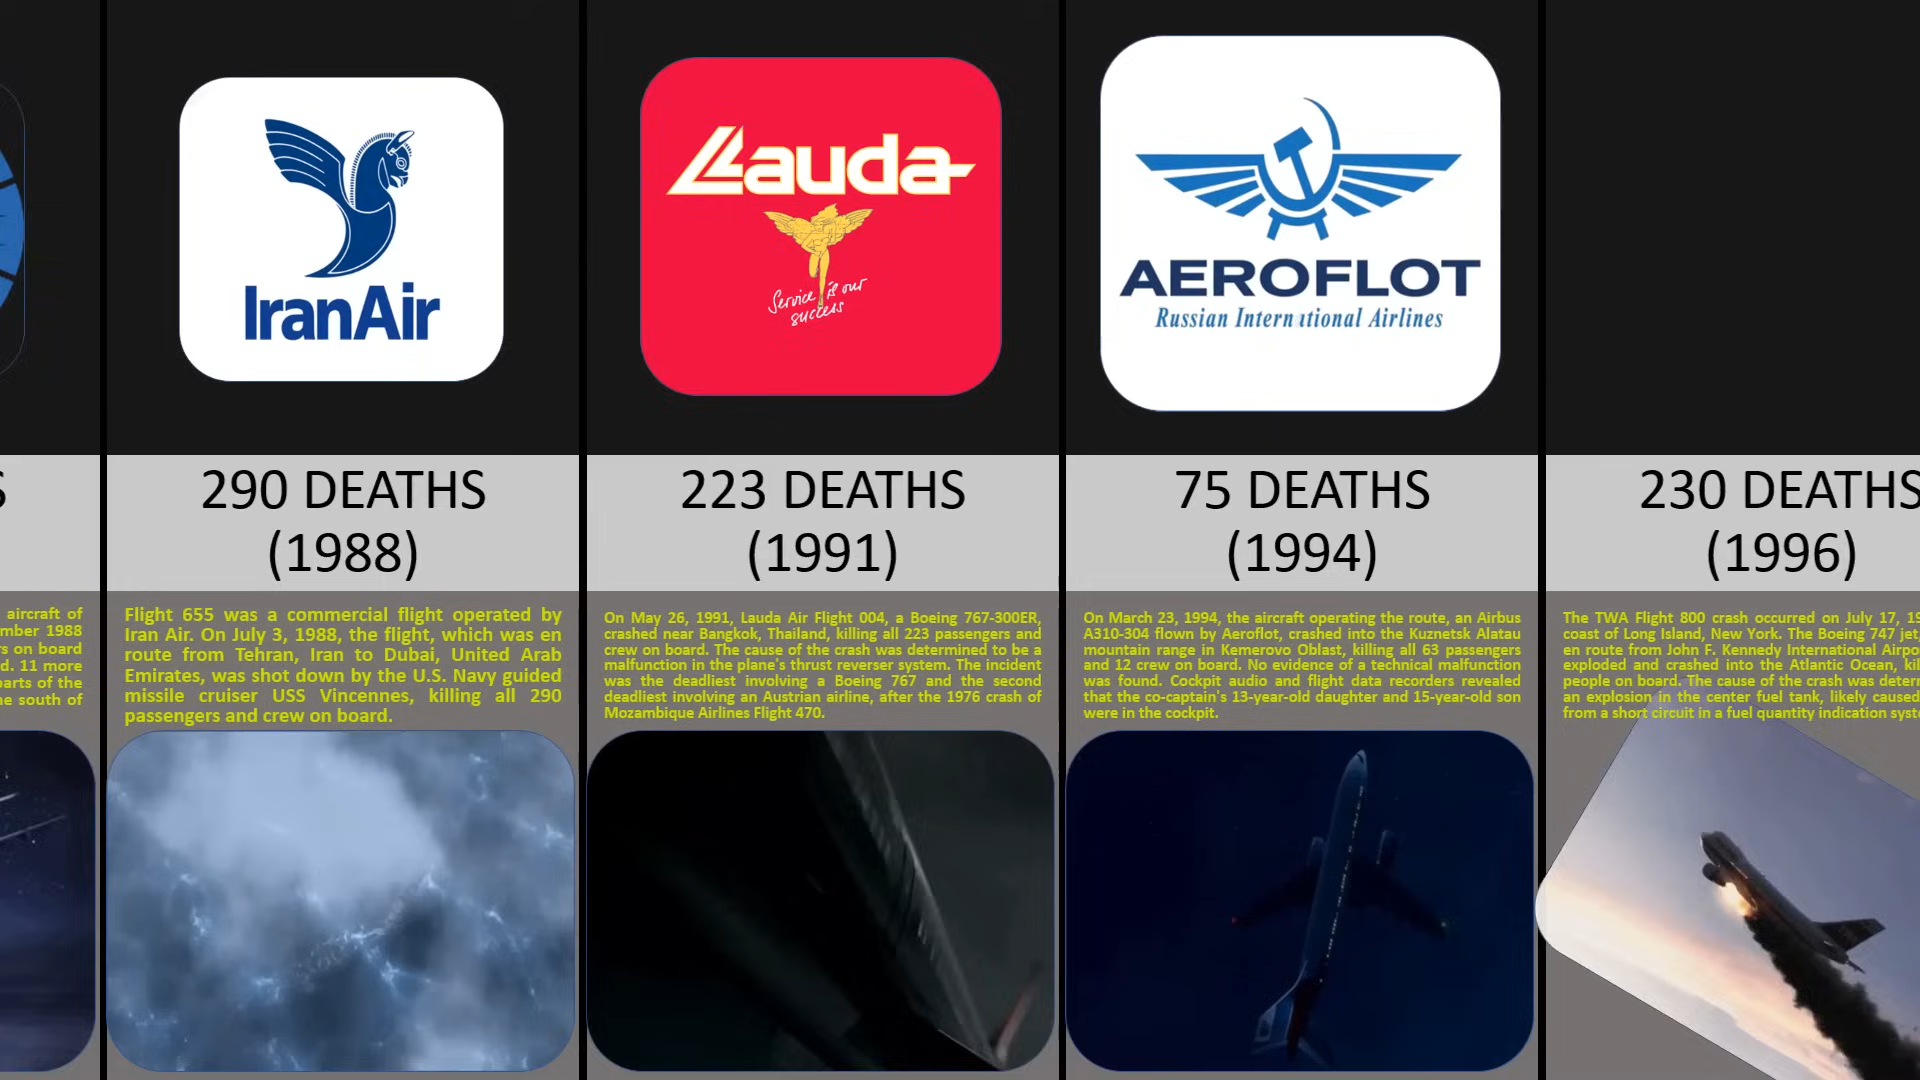 IranAir
290 DEATHS
(1988)
Flight 655 was a commercial flight operated by
Iran Air. On July 3, 1988, the flight, which was en
route from Tehran, Iran to Dubai, United Arab
Emirates, was shot down by the U.S. Navy guided
missile cruiser USS Vincennes, killing all 290
passengers and crew on board.
Lauda
Service is our
success
223 DEATHS
(1991)
On May 26, 1991, Lauda Air Flight 004, a Boeing 767-300ER,
crashed near Bangkok, Thailand, killing all 223 passengers and
crew on board. The cause of the crash was determined to be a
malfunction in the plane's thrust reverser system. The incident
was the deadliest involving a Boeing 767 and the second
deadliest involving an Austrian airline, after the 1976 crash of
Mozambique Airlines Flight 470.
AEROFLOT
Russian International Airlines
75 DEATHS
(1994)
On March 23, 1994, the aircraft operating the route, an Airbus
A310-304 flown by Aeroflot, crashed into the Kuznetsk Alatau
mountain range in Kemerovo Oblast, killing all 63 passengers
and 12 crew on board. No evidence of a technical malfunction
was found. Cockpit audio and flight data recorders revealed
that the co-captain's 13-year-old daughter and 15-year-old son
were in the cockpit.
230 DEATHS
(1996)
The TWA Flight 800 crash occurred on July 17,
coast of Long Island, New York. The Boeing 747 jet,
en route from John F. Kennedy International
exploded and crashed into the Atlantic Ocean,
people on board. The cause of the crash was
an explosion in the center fuel tank, likely caused
from a short circuit in a fuel quantity indication
aircraft of
1988
on board
11 more
of the
south of